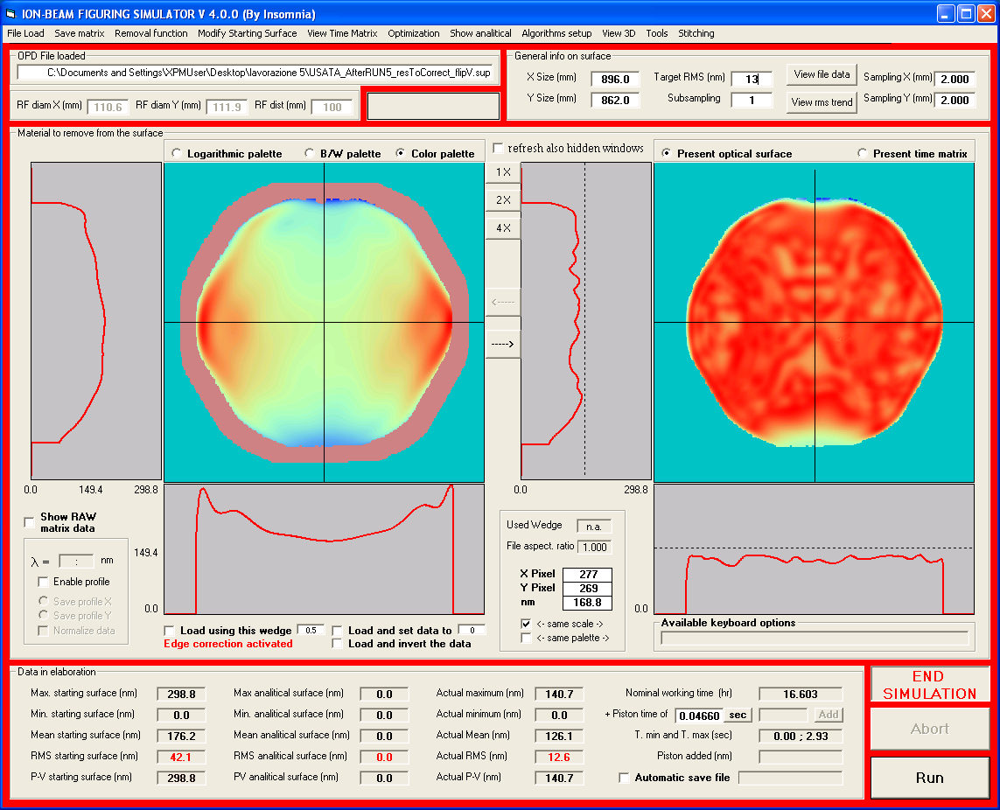 ION-BEAM FIGURING SIMULATOR V 4.0.0 (By Insomnia)
File Load Save matrix Removal function Modify Starting Surface View Time Matrix Optimization Show analitical Algorithms setup View 3D Tools Stitching
OPD File loaded
C:\Documents and Settings\XPMUser\Desktop\lavorazione 5\USATA_AfterRUN5_resToCorrect_flipV.sup
RF diam X (mm) 110.6 RF diam Y (mm) 111.9 RF dist (mm) 100
General info on surface
X Size (mm) 896.0 Target RMS (nm) 13 View file data Sampling X (mm) 2.000
Y Size (mm) 862.0 Subsampling 1 View rms trend Sampling Y (mm) 2.000
Material to remove from the surface
Logarithmic palette B/W palette Color palette
refresh also hidden windows
Present optical surface Present time matrix
1X
2X
4X
<-----
----->
0.0 149.4 298.8
0.0 298.8
149.4
0.0
0.0
Show RAW
matrix data
λ = : nm
Enable profile
Save profile X
Save profile Y
Normalize data
Load using this wedge 0.5 Load and set data to 0
Edge correction activated Load and invert the data
Used Wedge n.a.
File aspect. ratio 1.000
X Pixel 277
Y Pixel 269
nm 168.8
<- same scale ->
<- same palette ->
Available keyboard options
Data in elaboration
Max. starting surface (nm) 298.8 Max analitical surface (nm) 0.0 Actual maximum (nm) 140.7 Nominal working time (hr) 16.603
Min. starting surface (nm) 0.0 Min. analitical surface (nm) 0.0 Actual minimum (nm) 0.0 + Piston time of 0.04660 sec Add
Mean starting surface (nm) 176.2 Mean analitical surface (nm) 0.0 Actual Mean (nm) 126.1 T. min and T. max (sec) 0.00 ; 2.93
RMS starting surface (nm) 42.1 RMS analitical surface (nm) 0.0 Actual RMS (nm) 12.6 Piston added (nm)
P-V starting surface (nm) 298.8 PV analitical surface (nm) 0.0 Actual P-V (nm) 140.7 Automatic save file
END
SIMULATION
Abort
Run